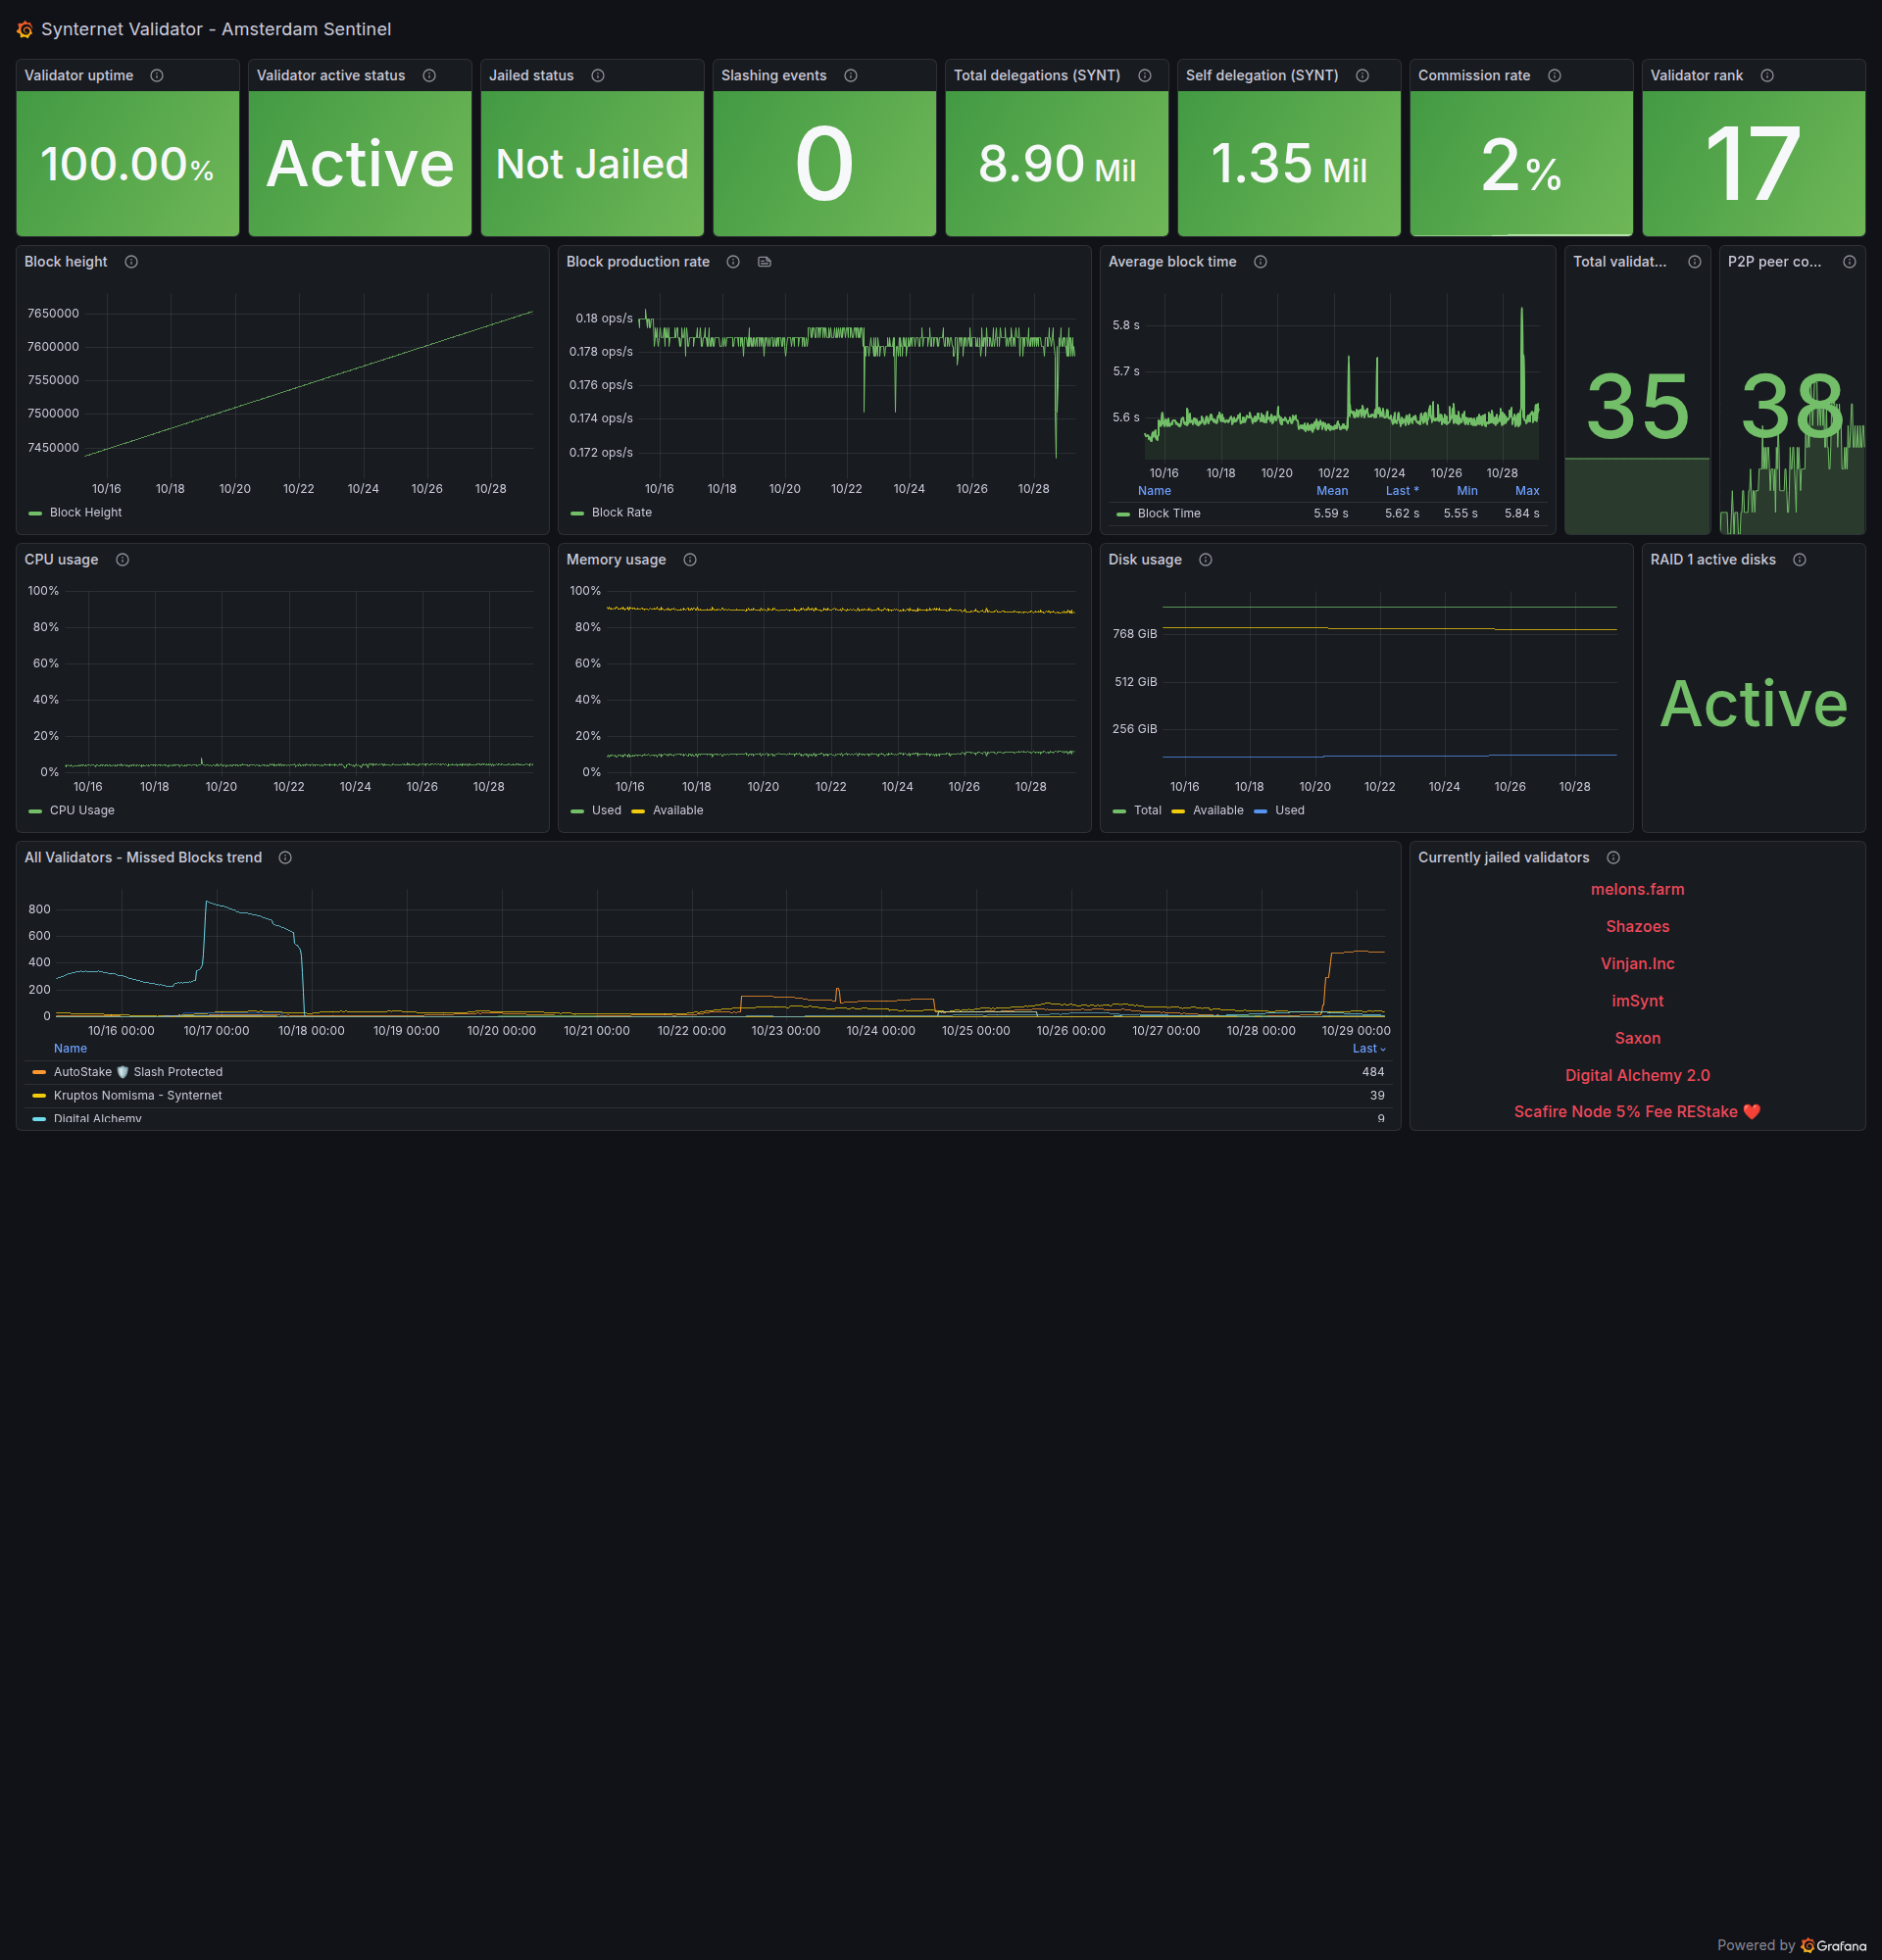 Synternet Validator - Amsterdam Sentinel
Validator uptime
100.00%
Validator active status
Active
Jailed status
Not Jailed
Slashing events
0
Total delegations (SYNT)
8.90 Mil
Self delegation (SYNT)
1.35 Mil
Commission rate
2%
Validator rank
17
Block height
7650000
7600000
7550000
7500000
7450000
10/16 10/18 10/20 10/22 10/24 10/26 10/28
Block Height
Block production rate
0.18 ops/s
0.178 ops/s
0.176 ops/s
0.174 ops/s
0.172 ops/s
10/16 10/18 10/20 10/22 10/24 10/26 10/28
Block Rate
Average block time
5.8 s
5.7 s
5.6 s
10/16 10/18 10/20 10/22 10/24 10/26 10/28
Name Mean Last * Min Max
Block TIme 5.59 s 5.62 s 5.55 s 5.84 s
Total validat...
35
P2P peer co...
38
CPU usage
100%
80%
60%
40%
20%
0%
10/16 10/18 10/20 10/22 10/24 10/26 10/28
CPU Usage
Memory usage
100%
80%
60%
40%
20%
0%
10/16 10/18 10/20 10/22 10/24 10/26 10/28
Used Available
Disk usage
768 GiB
512 GiB
256 GiB
10/16 10/18 10/20 10/22 10/24 10/26 10/28
Total Available Used
RAID 1 active disks
Active
All Validators - Missed Blocks trend
800
600
400
200
0
10/16 00:00 10/17 00:00 10/18 00:00 10/19 00:00 10/20 00:00 10/21 00:00 10/22 00:00 10/23 00:00 10/24 00:00 10/25 00:00 10/26 00:00 10/27 00:00 10/28 00:00 10/29 00:00
Name Last
AutoStake 🛡️ Slash Protected 484
Kruptos Nomisma - Synternet 39
Digital Alchemy 9
Currently jailed validators
melons.farm
Shazoes
Vinjan.Inc
imSynt
Saxon
Digital Alchemy 2.0
Scafire Node 5% Fee REStake ❤️
Powered by Grafana